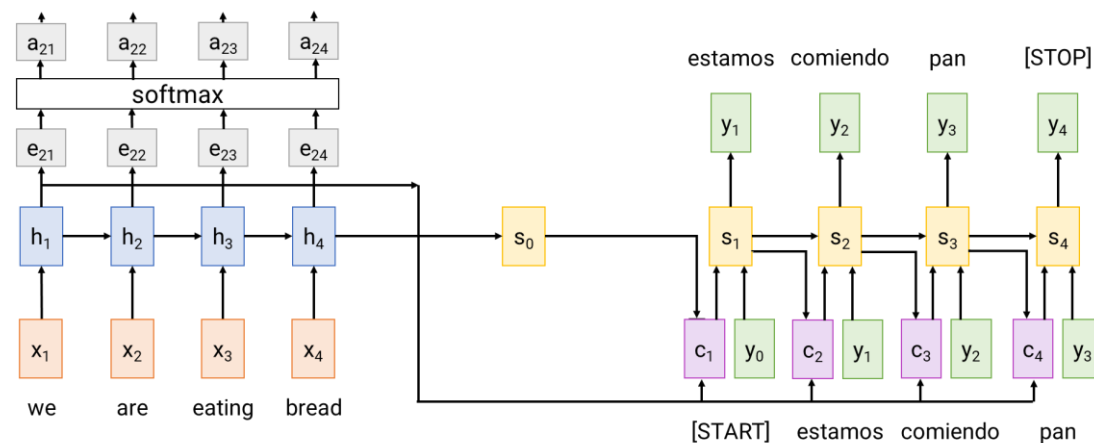 a₂₁ a₂₂ a₂₃ a₂₄
softmax
e₂₁ e₂₂ e₂₃ e₂₄
h₁ h₂ h₃ h₄
x₁ x₂ x₃ x₄
we are eating bread
s₀
estamos comiendo pan [STOP]
y₁ y₂ y₃ y₄
s₁ s₂ s₃ s₄
c₁ y₀ c₂ y₁ c₃ y₂ c₄ y₃
[START] estamos comiendo pan